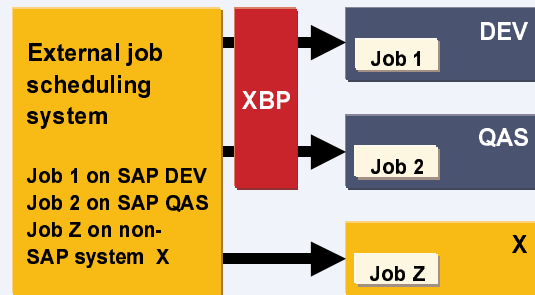 External job
scheduling
system
Job 1 on SAP DEV
Job 2 on SAP QAS
Job Z on non-
SAP system X
XBP
DEV
Job 1
QAS
Job 2
X
Job Z